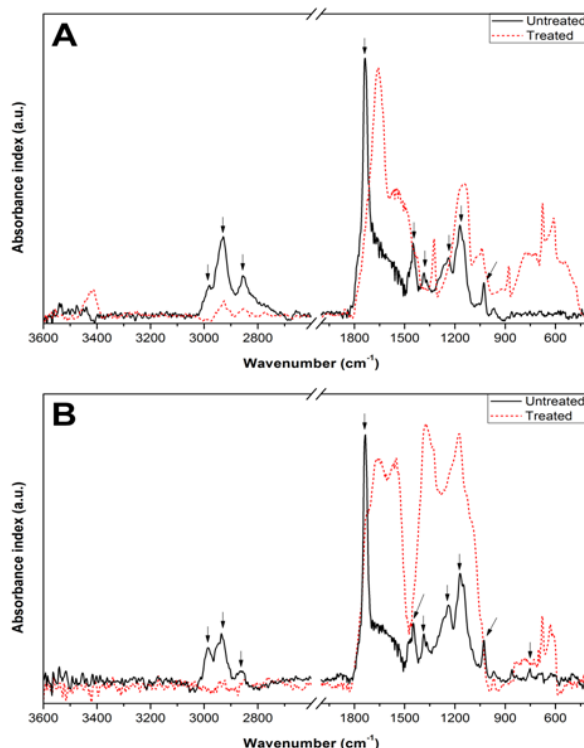 A
Untreated
Treated
Absorbance index (a.u.)
3600 3400 3200 3000 2800 1800 1500 1200 900 600
Wavenumber (cm-1)
B
Untreated
Treated
Absorbance index (a.u.)
3600 3400 3200 3000 2800 1800 1500 1200 900 600
Wavenumber (cm-1)